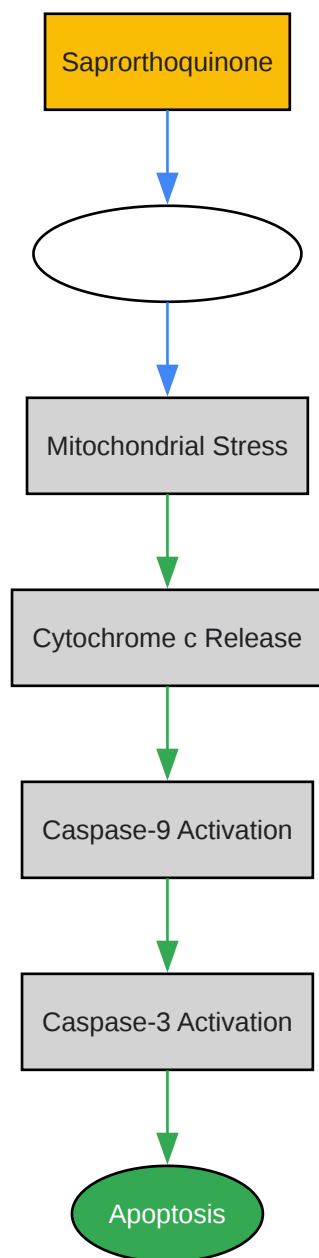 Saprorthoquinone
Mitochondrial Stress
Cytochrome c Release
Caspase-9 Activation
Caspase-3 Activation
Apoptosis